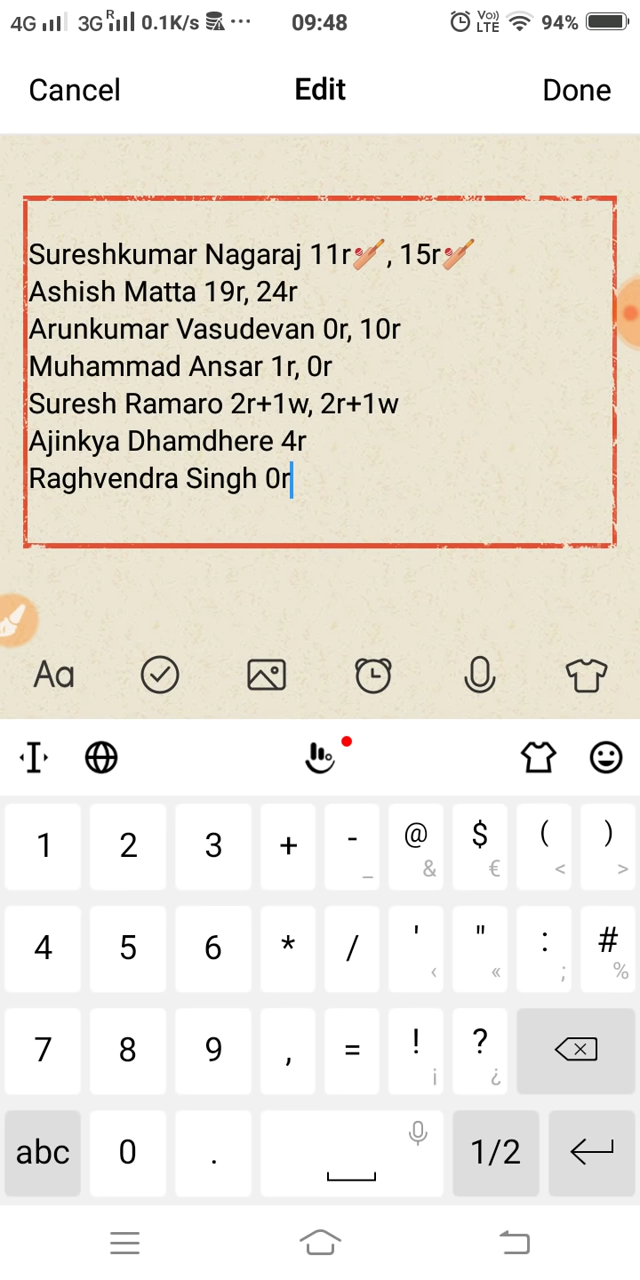 4G 3G R 0.1K/s ... 09:48 Vo)) LTE 94%
Cancel Edit Done
Sureshkumar Nagaraj 11r🏏, 15r🏏
Ashish Matta 19r, 24r
Arunkumar Vasudevan 0r, 10r
Muhammad Ansar 1r, 0r
Suresh Ramaro 2r+1w, 2r+1w
Ajinkya Dhamdhere 4r
Raghvendra Singh 0r
Aa
1 2 3 + - _ @ & $ € ( < ) >
4 5 6 * / ' ‹ " « : ; # %
7 8 9 , = ! ¡ ? ¿
abc 0 . 1/2